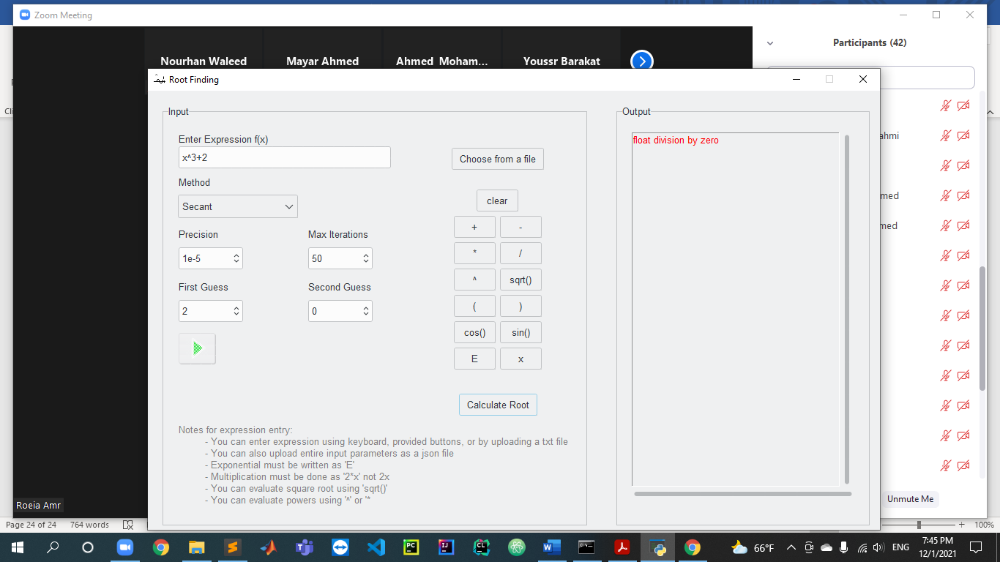 Zoom Meeting
Nourhan Waleed
Mayar Ahmed
Ahmed Moham...
Youssr Barakat
Participants (42)
Root Finding
Input
Enter Expression f(x)
x^3+2
Choose from a file
Method
Secant
clear
+
-
Precision
Max Iterations
*
/
1e-5
50
^
sqrt()
First Guess
Second Guess
(
)
2
0
cos()
sin()
E
x
Calculate Root
Notes for expression entry:
- You can enter expression using keyboard, provided buttons, or by uploading a txt file
- You can also upload entire input parameters as a json file
- Exponential must be written as 'E'
- Multiplication must be done as '2*x' not 2x
- You can evaluate square root using 'sqrt()'
- You can evaluate powers using '^' or '*
Output
float division by zero
ahmi
med
med
Unmute Me
Roeia Amr
Cli
Page 24 of 24
764 words
100%
66°F
ENG
7:45 PM
12/1/2021